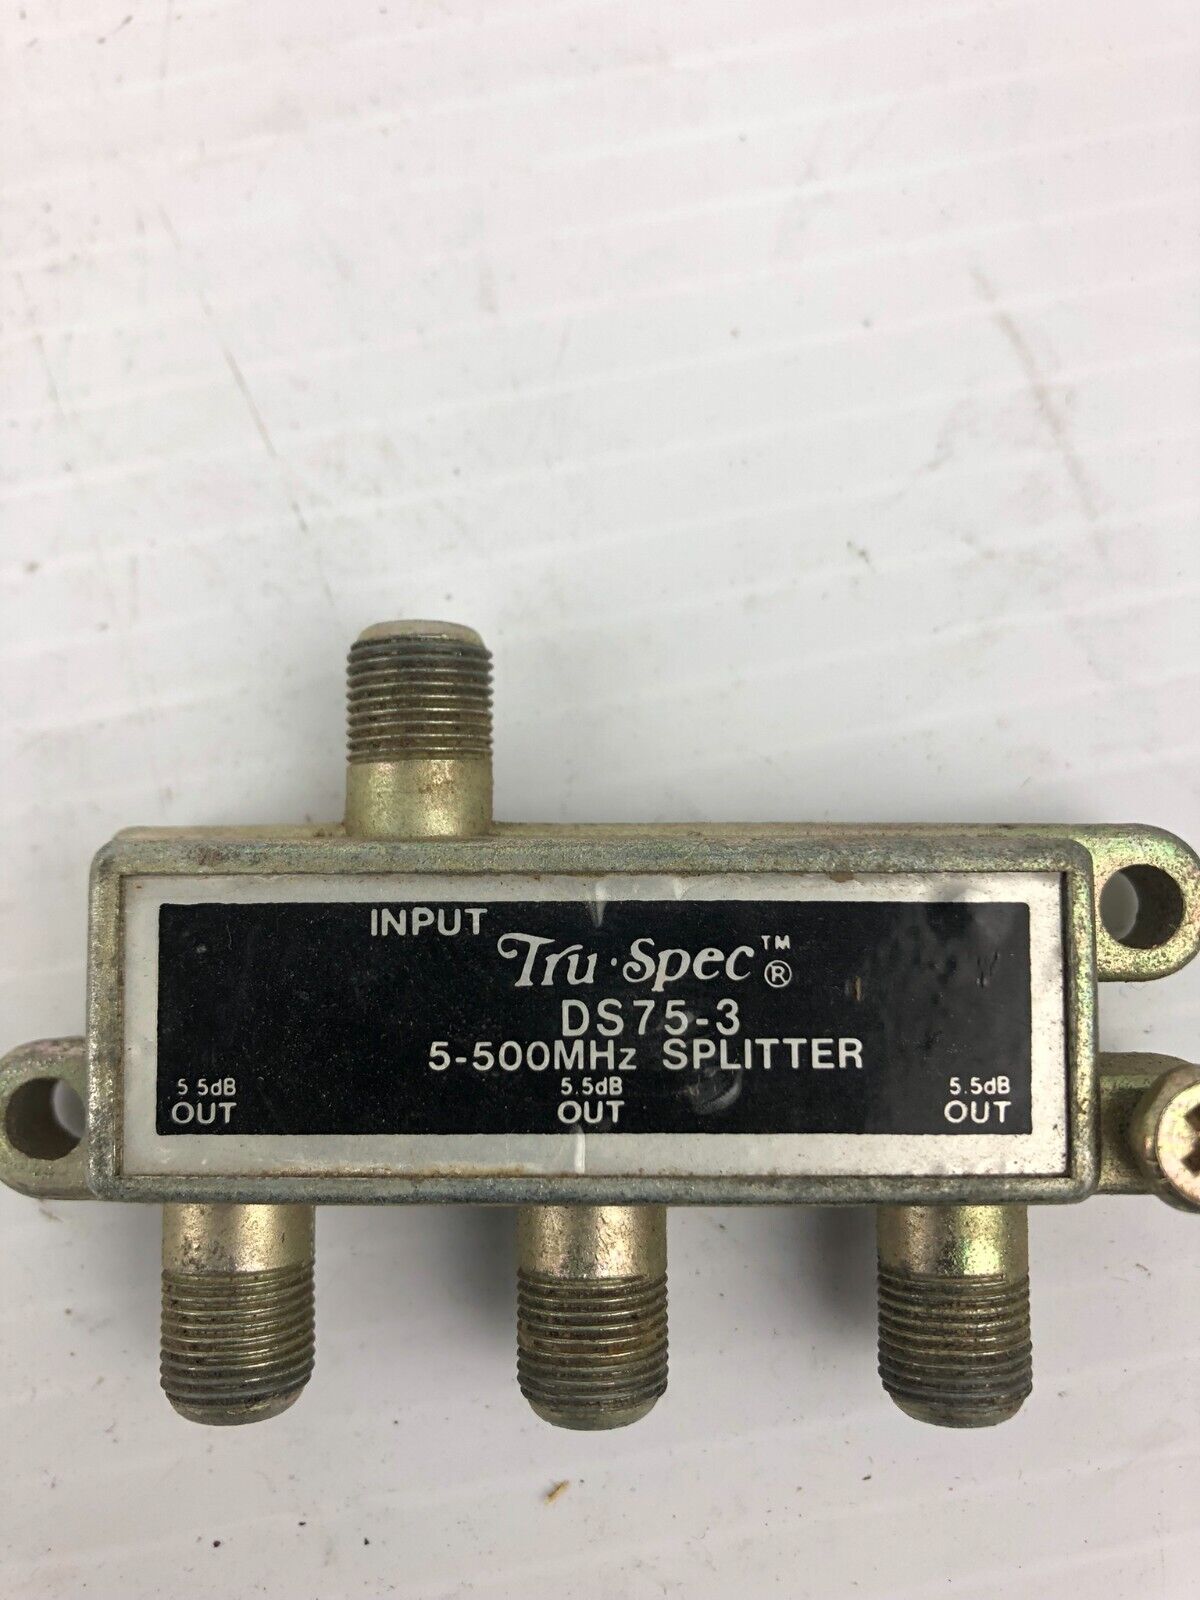 INPUT
Tru·spec™®
DS75-3
5-500MHz SPLITTER
5 5dB 5.5dB 5.5dB
OUT OUT OUT